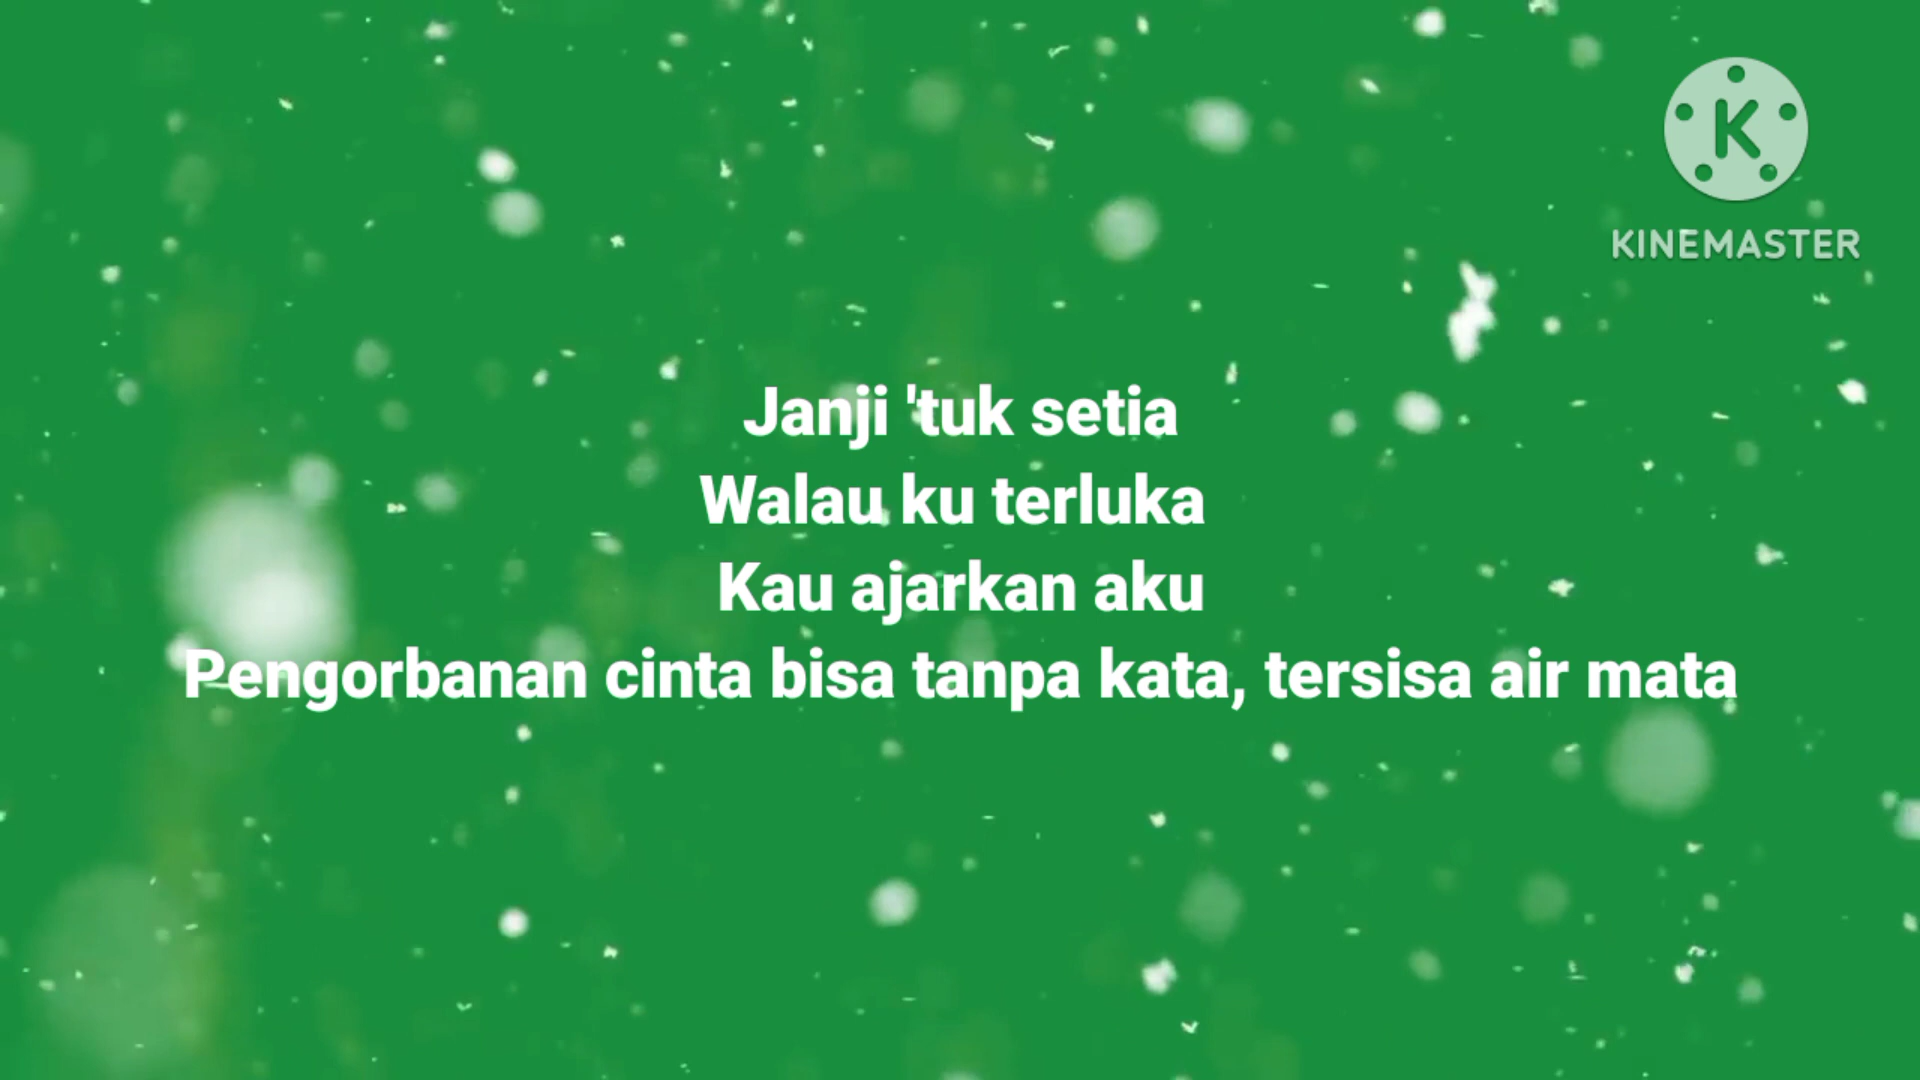 KINEMASTER
Janji 'tuk setia
Walau ku terluka
Kau ajarkan aku
Pengorbanan cinta bisa tanpa kata, tersisa air mata